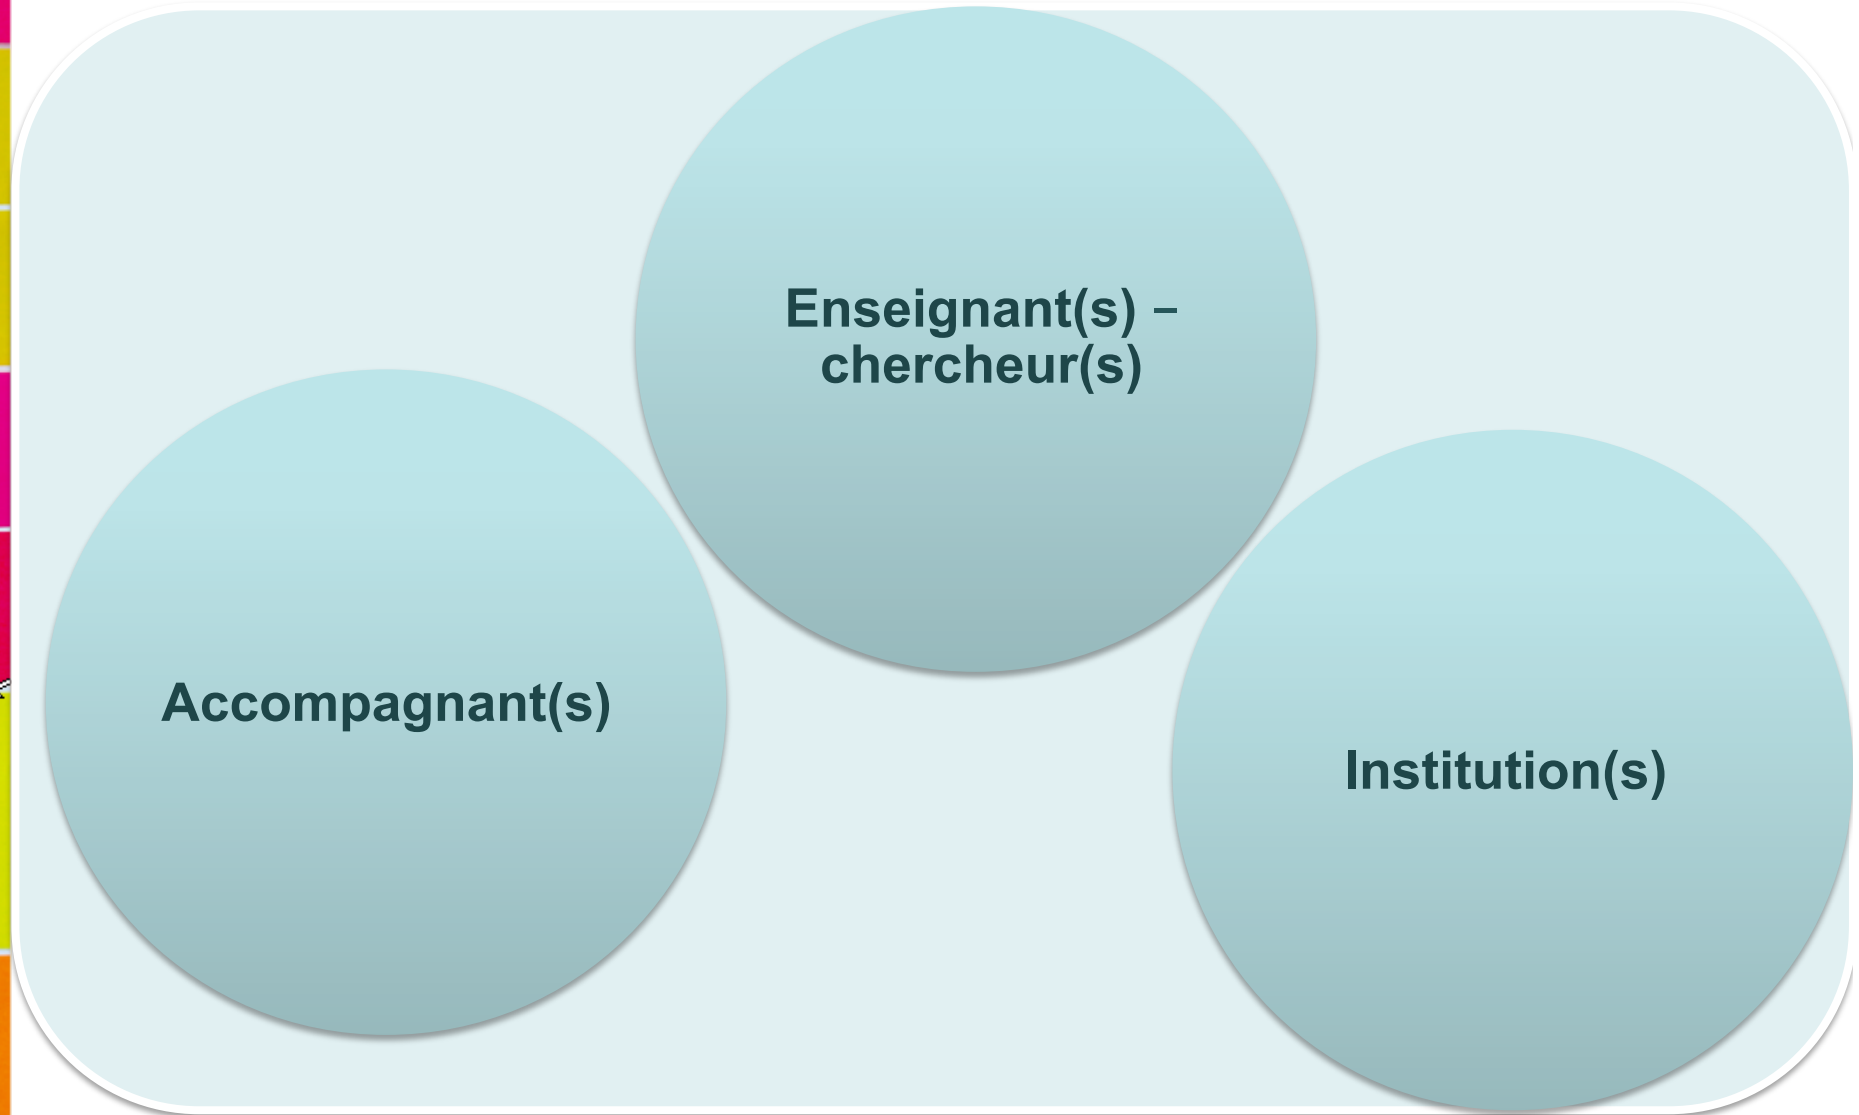 Enseignant(s) –
chercheur(s)
Accompagnant(s)
Institution(s)